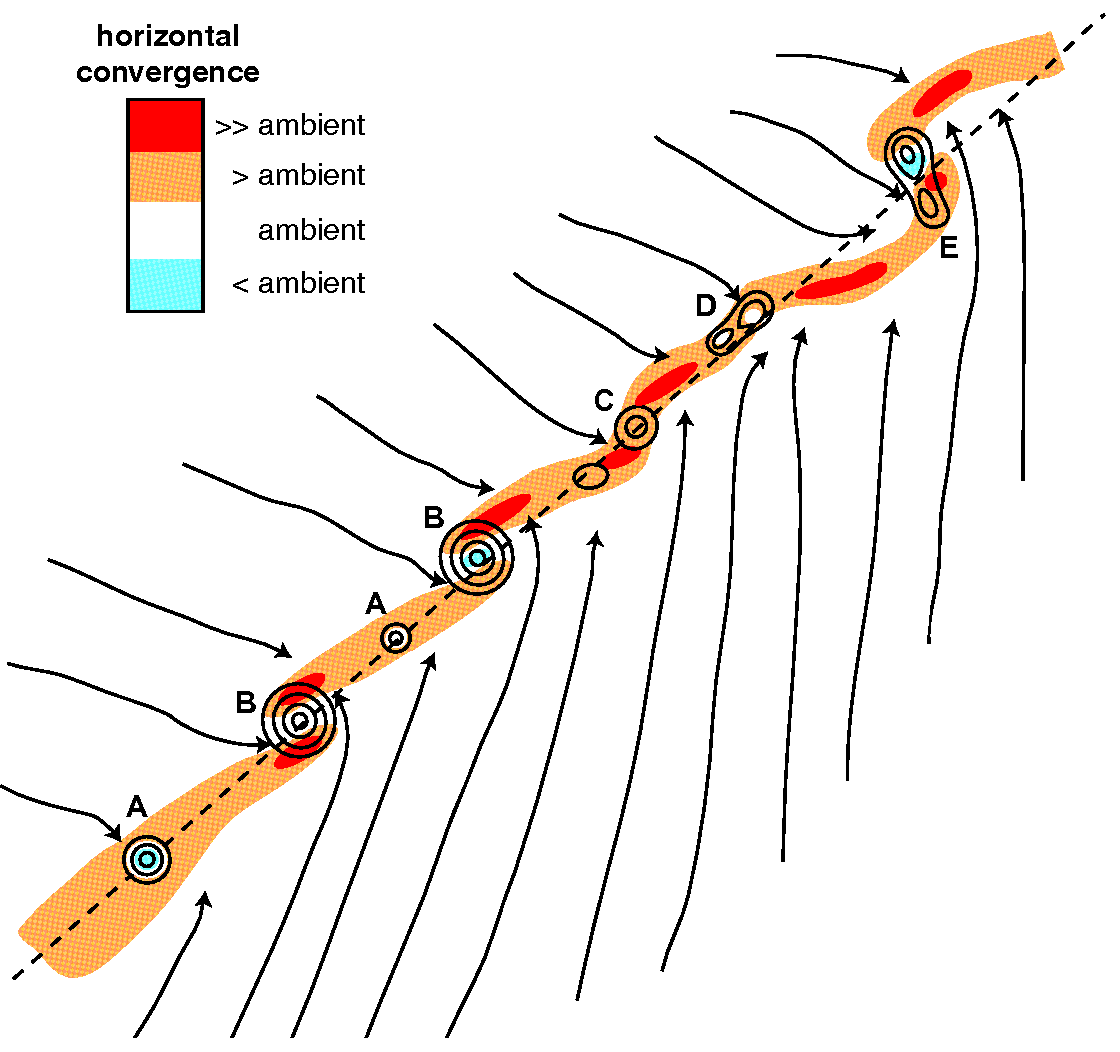 horizontal
convergence
>> ambient
> ambient
ambient
< ambient
E
D
C
B
A
B
A